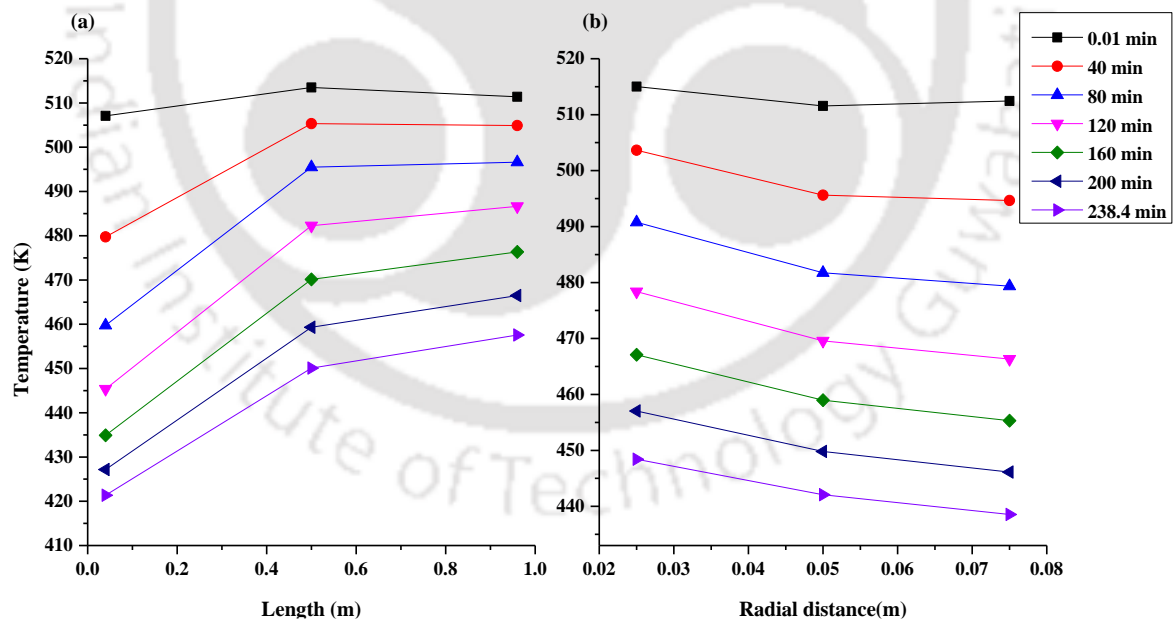 (a)
(b)
0.01 min
40 min
80 min
120 min
160 min
200 min
238.4 min
520
510
500
490
480
470
460
450
440
430
420
410
Temperature (K)
0.0
0.2
0.4
0.6
0.8
1.0
Length (m)
520
510
500
490
480
470
460
450
440
0.02
0.03
0.04
0.05
0.06
0.07
0.08
Radial distance(m)
Indian Institute of Technology Guwahati